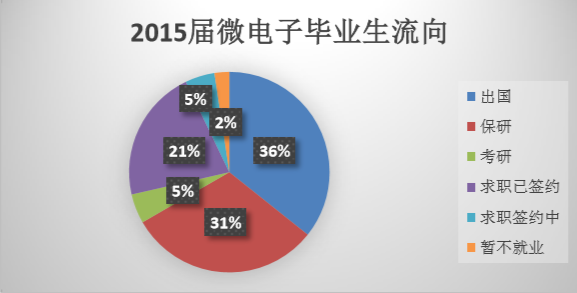 2015届微电子毕业生流向
5%
2%
36%
21%
5%
31%
出国
保研
考研
求职已签约
求职签约中
暂不就业